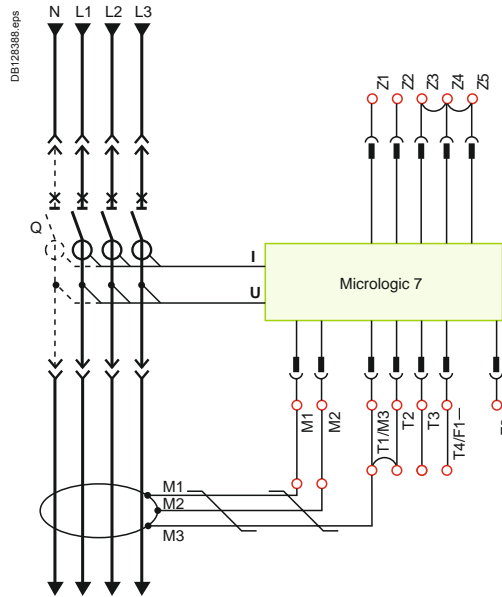 DB128388.eps
N L1 L2 L3
Z1 Z2 Z3 Z4 Z5
Q
I
U
Micrologic 7
M1 M2 T1/M3 T2 T3 T4/F1–
M1
M2
M3